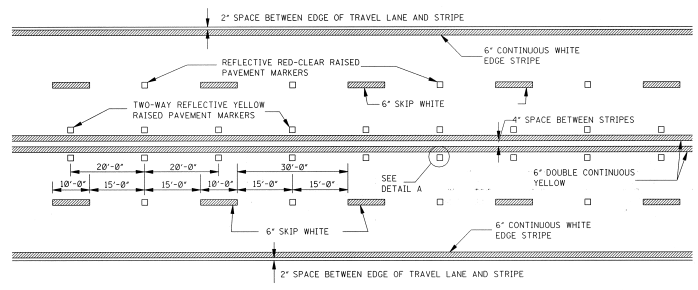 2" SPACE BETWEEN EDGE OF TRAVEL LANE AND STRIPE
6" CONTINUOUS WHITE
EDGE STRIPE
REFLECTIVE RED-CLEAR RAISED
PAVEMENT MARKERS
6" SKIP WHITE
TWO-WAY REFLECTIVE YELLOW
RAISED PAVEMENT MARKERS
4" SPACE BETWEEN STRIPES
20'-0" 20'-0" 30'-0"
10'-0" 15'-0" 15'-0" 10'-0" 15'-0" 15'-0"
SEE
DETAIL A
6" DOUBLE CONTINUOUS
YELLOW
6" SKIP WHITE
6" CONTINUOUS WHITE
EDGE STRIPE
2" SPACE BETWEEN EDGE OF TRAVEL LANE AND STRIPE